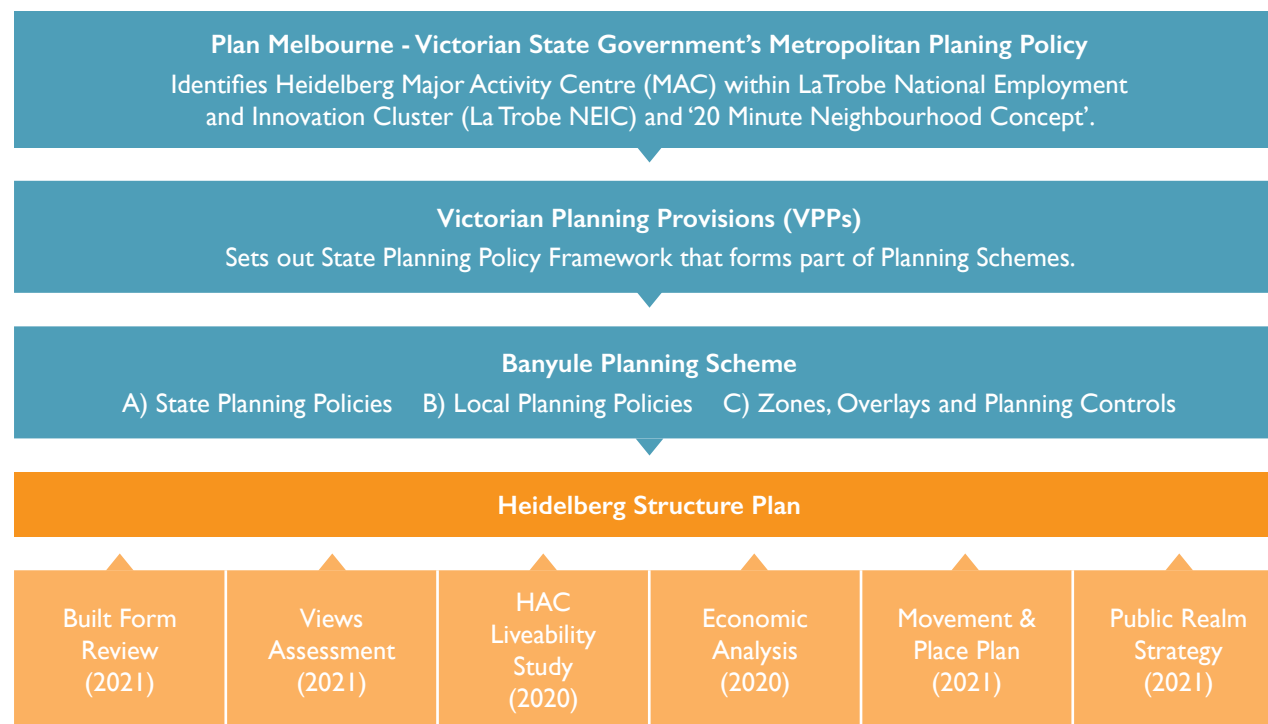 Plan Melbourne - Victorian State Government’s Metropolitan Planing Policy
Identifies Heidelberg Major Activity Centre (MAC) within LaTrobe National Employment
and Innovation Cluster (La Trobe NEIC) and ‘20 Minute Neighbourhood Concept’.
Victorian Planning Provisions (VPPs)
Sets out State Planning Policy Framework that forms part of Planning Schemes.
Banyule Planning Scheme
A) State Planning Policies B) Local Planning Policies C) Zones, Overlays and Planning Controls
Heidelberg Structure Plan
Built Form
Review
(2021)
Views
Assessment
(2021)
HAC
Liveability
Study
(2020)
Economic
Analysis
(2020)
Movement &
Place Plan
(2021)
Public Realm
Strategy
(2021)